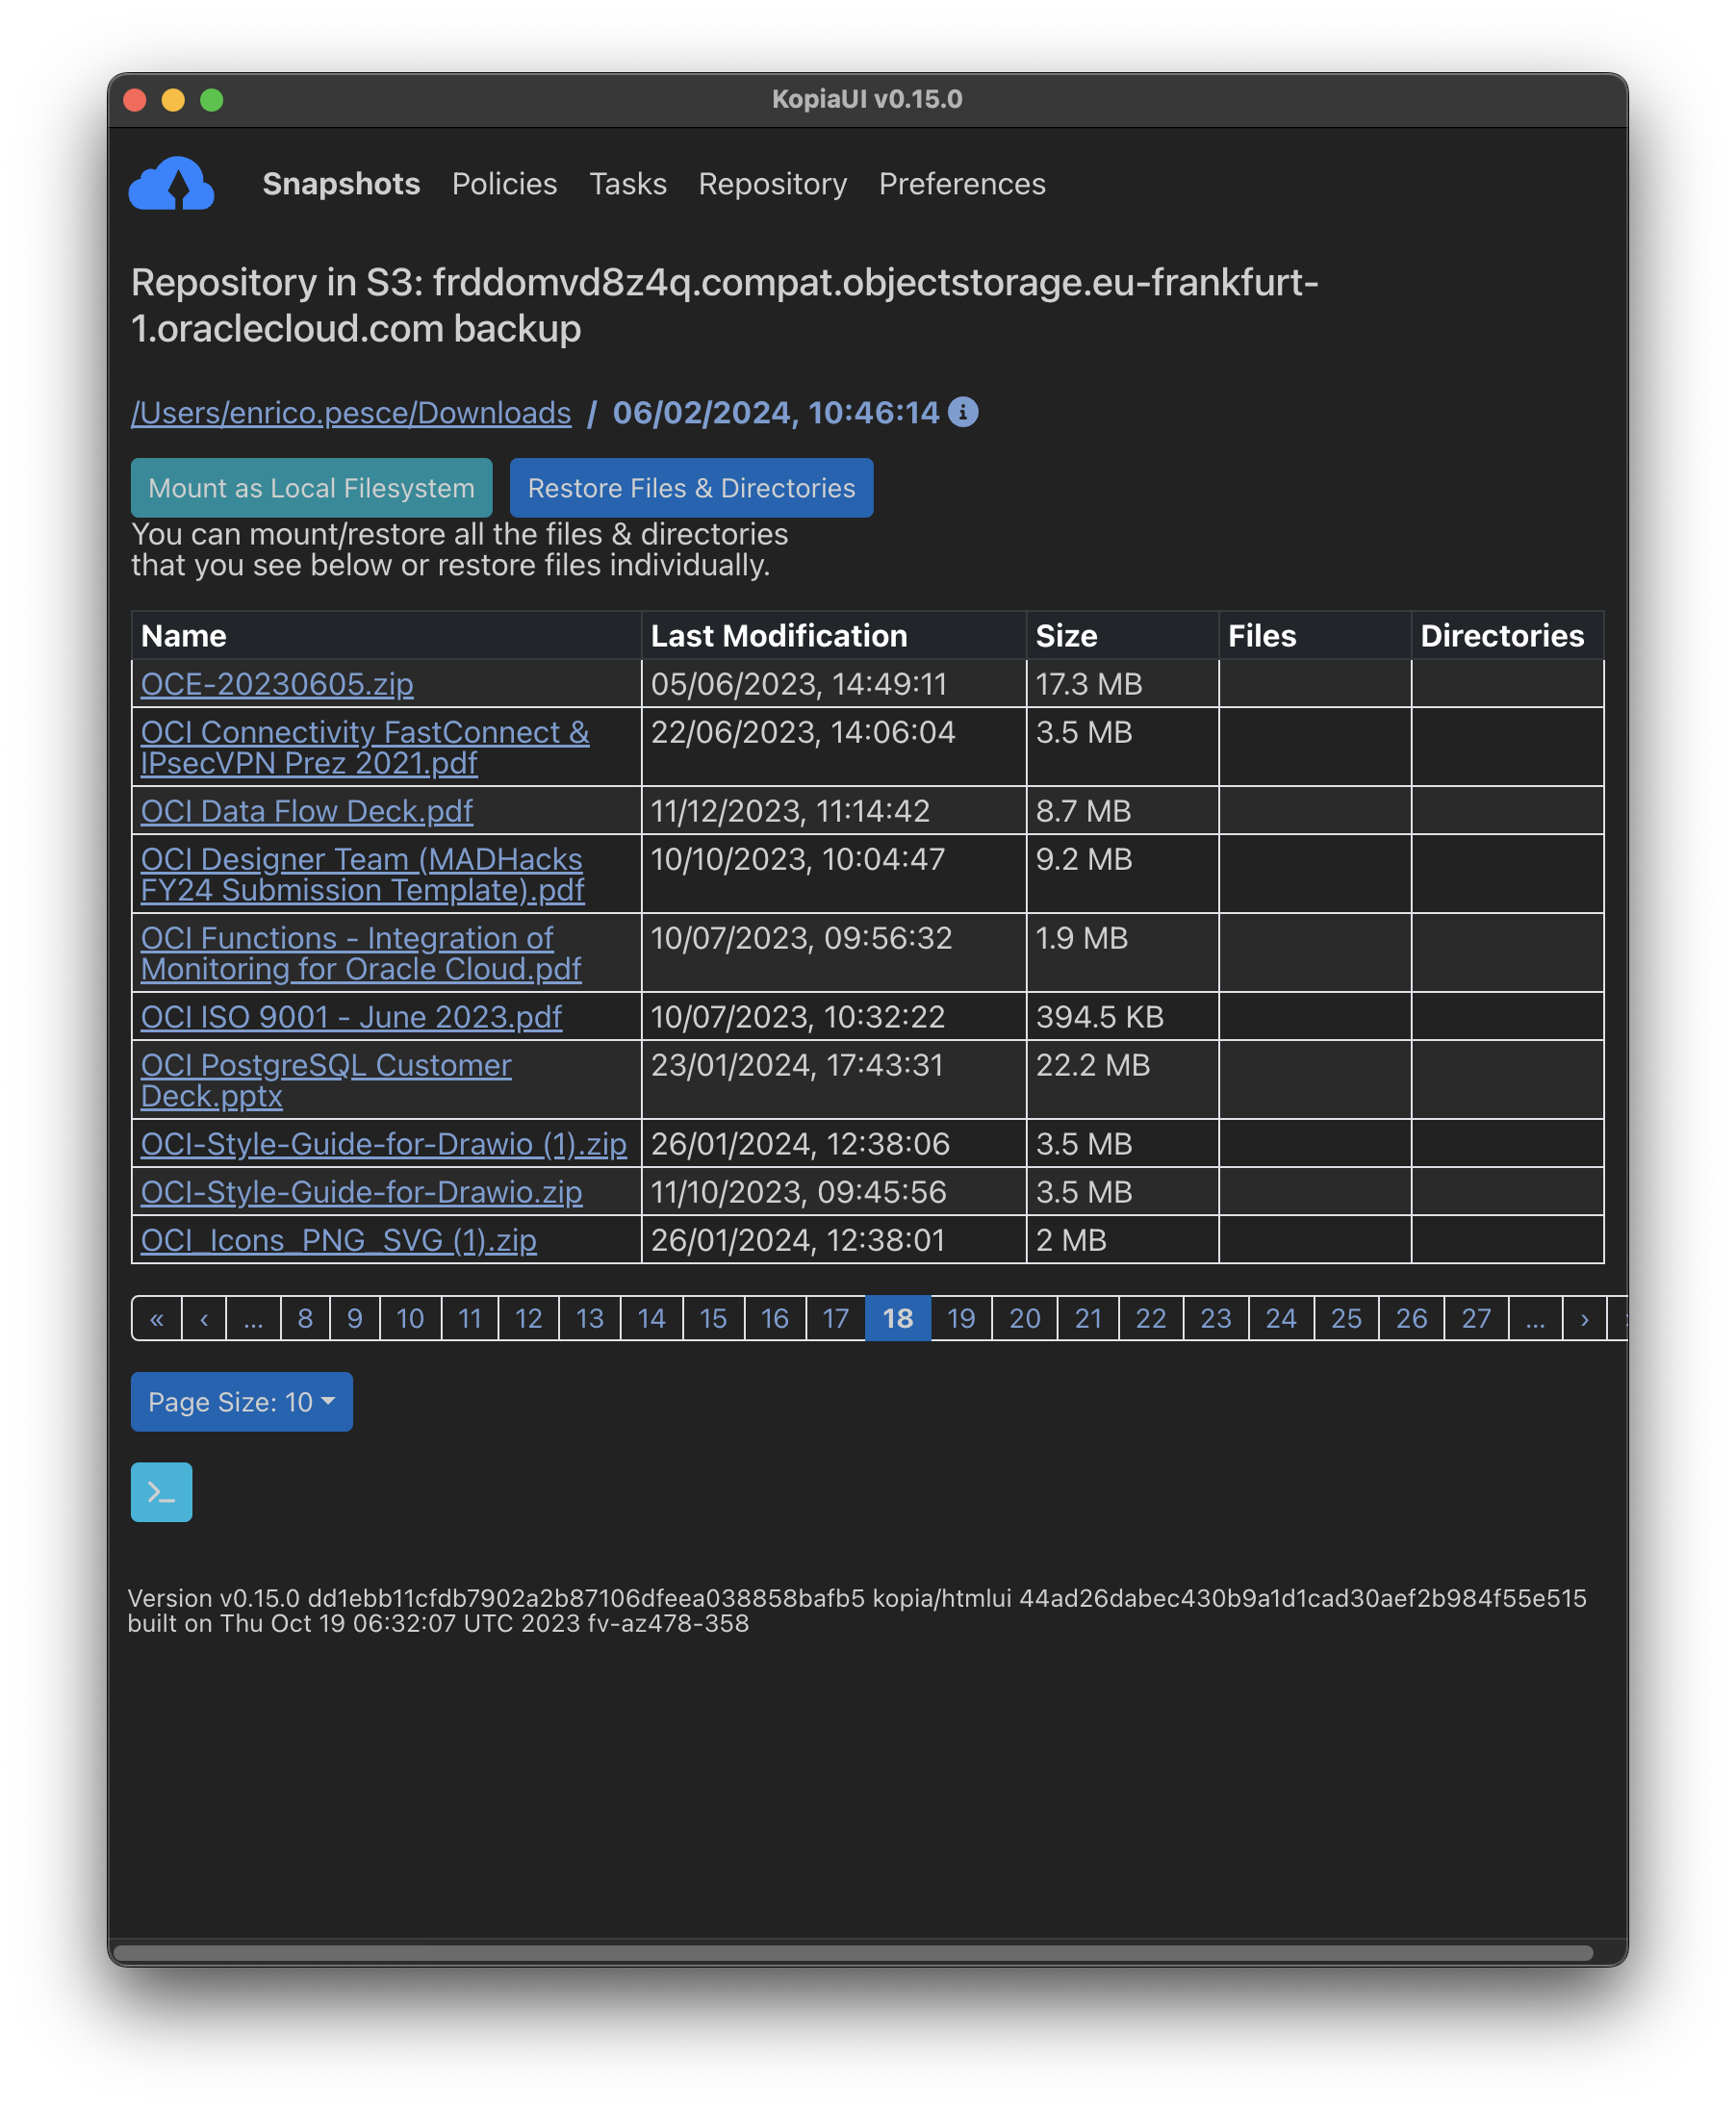 KopiaUI v0.15.0
Snapshots Policies Tasks Repository Preferences
Repository in S3: frddomvd8z4q.compat.objectstorage.eu-frankfurt-
1.oraclecloud.com backup
/Users/enrico.pesce/Downloads / 06/02/2024, 10:46:14
Mount as Local Filesystem Restore Files & Directories
You can mount/restore all the files & directories
that you see below or restore files individually.
Name Last Modification Size Files Directories
OCE-20230605.zip 05/06/2023, 14:49:11 17.3 MB
OCI Connectivity FastConnect & 22/06/2023, 14:06:04 3.5 MB
IPsecVPN Prez 2021.pdf
OCI Data Flow Deck.pdf 11/12/2023, 11:14:42 8.7 MB
OCI Designer Team (MADHacks 10/10/2023, 10:04:47 9.2 MB
FY24 Submission Template).pdf
OCI Functions - Integration of 10/07/2023, 09:56:32 1.9 MB
Monitoring for Oracle Cloud.pdf
OCI ISO 9001 - June 2023.pdf 10/07/2023, 10:32:22 394.5 KB
OCI PostgreSQL Customer 23/01/2024, 17:43:31 22.2 MB
Deck.pptx
OCI-Style-Guide-for-Drawio (1).zip 26/01/2024, 12:38:06 3.5 MB
OCI-Style-Guide-for-Drawio.zip 11/10/2023, 09:45:56 3.5 MB
OCI_Icons_PNG_SVG (1).zip 26/01/2024, 12:38:01 2 MB
« ‹ ... 8 9 10 11 12 13 14 15 16 17 18 19 20 21 22 23 24 25 26 27 ... ›
Page Size: 10
>_
Version v0.15.0 dd1ebb11cfdb7902a2b87106dfeea038858bafb5 kopia/htmlui 44ad26dabec430b9a1d1cad30aef2b984f55e515
built on Thu Oct 19 06:32:07 UTC 2023 fv-az478-358